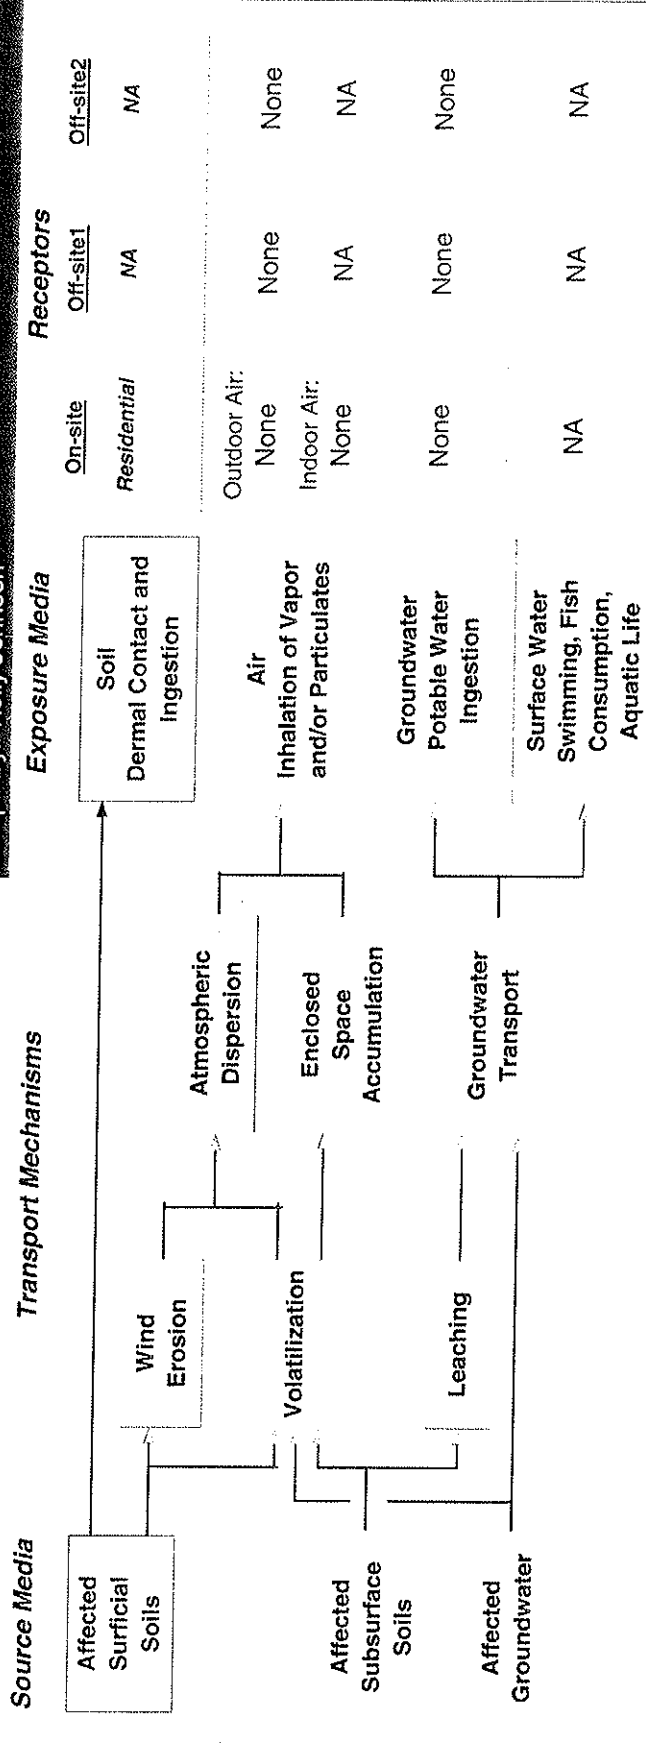 Source Media
Transport Mechanisms
Exposure Media
Receptors
On-site
Off-site1
Off-site2
Affected
Surficial
Soils
Soil
Dermal Contact and
Ingestion
Residential
NA
NA
Wind
Erosion
Atmospheric
Dispersion
Volatilization
Enclosed
Space
Accumulation
Air
Inhalation of Vapor
and/or Particulates
Outdoor Air:
None
None
None
Indoor Air:
None
NA
NA
Affected
Subsurface
Soils
Leaching
Affected
Groundwater
Groundwater
Transport
Groundwater
Potable Water
Ingestion
None
None
None
Surface Water
Swimming, Fish
Consumption,
Aquatic Life
NA
NA
NA